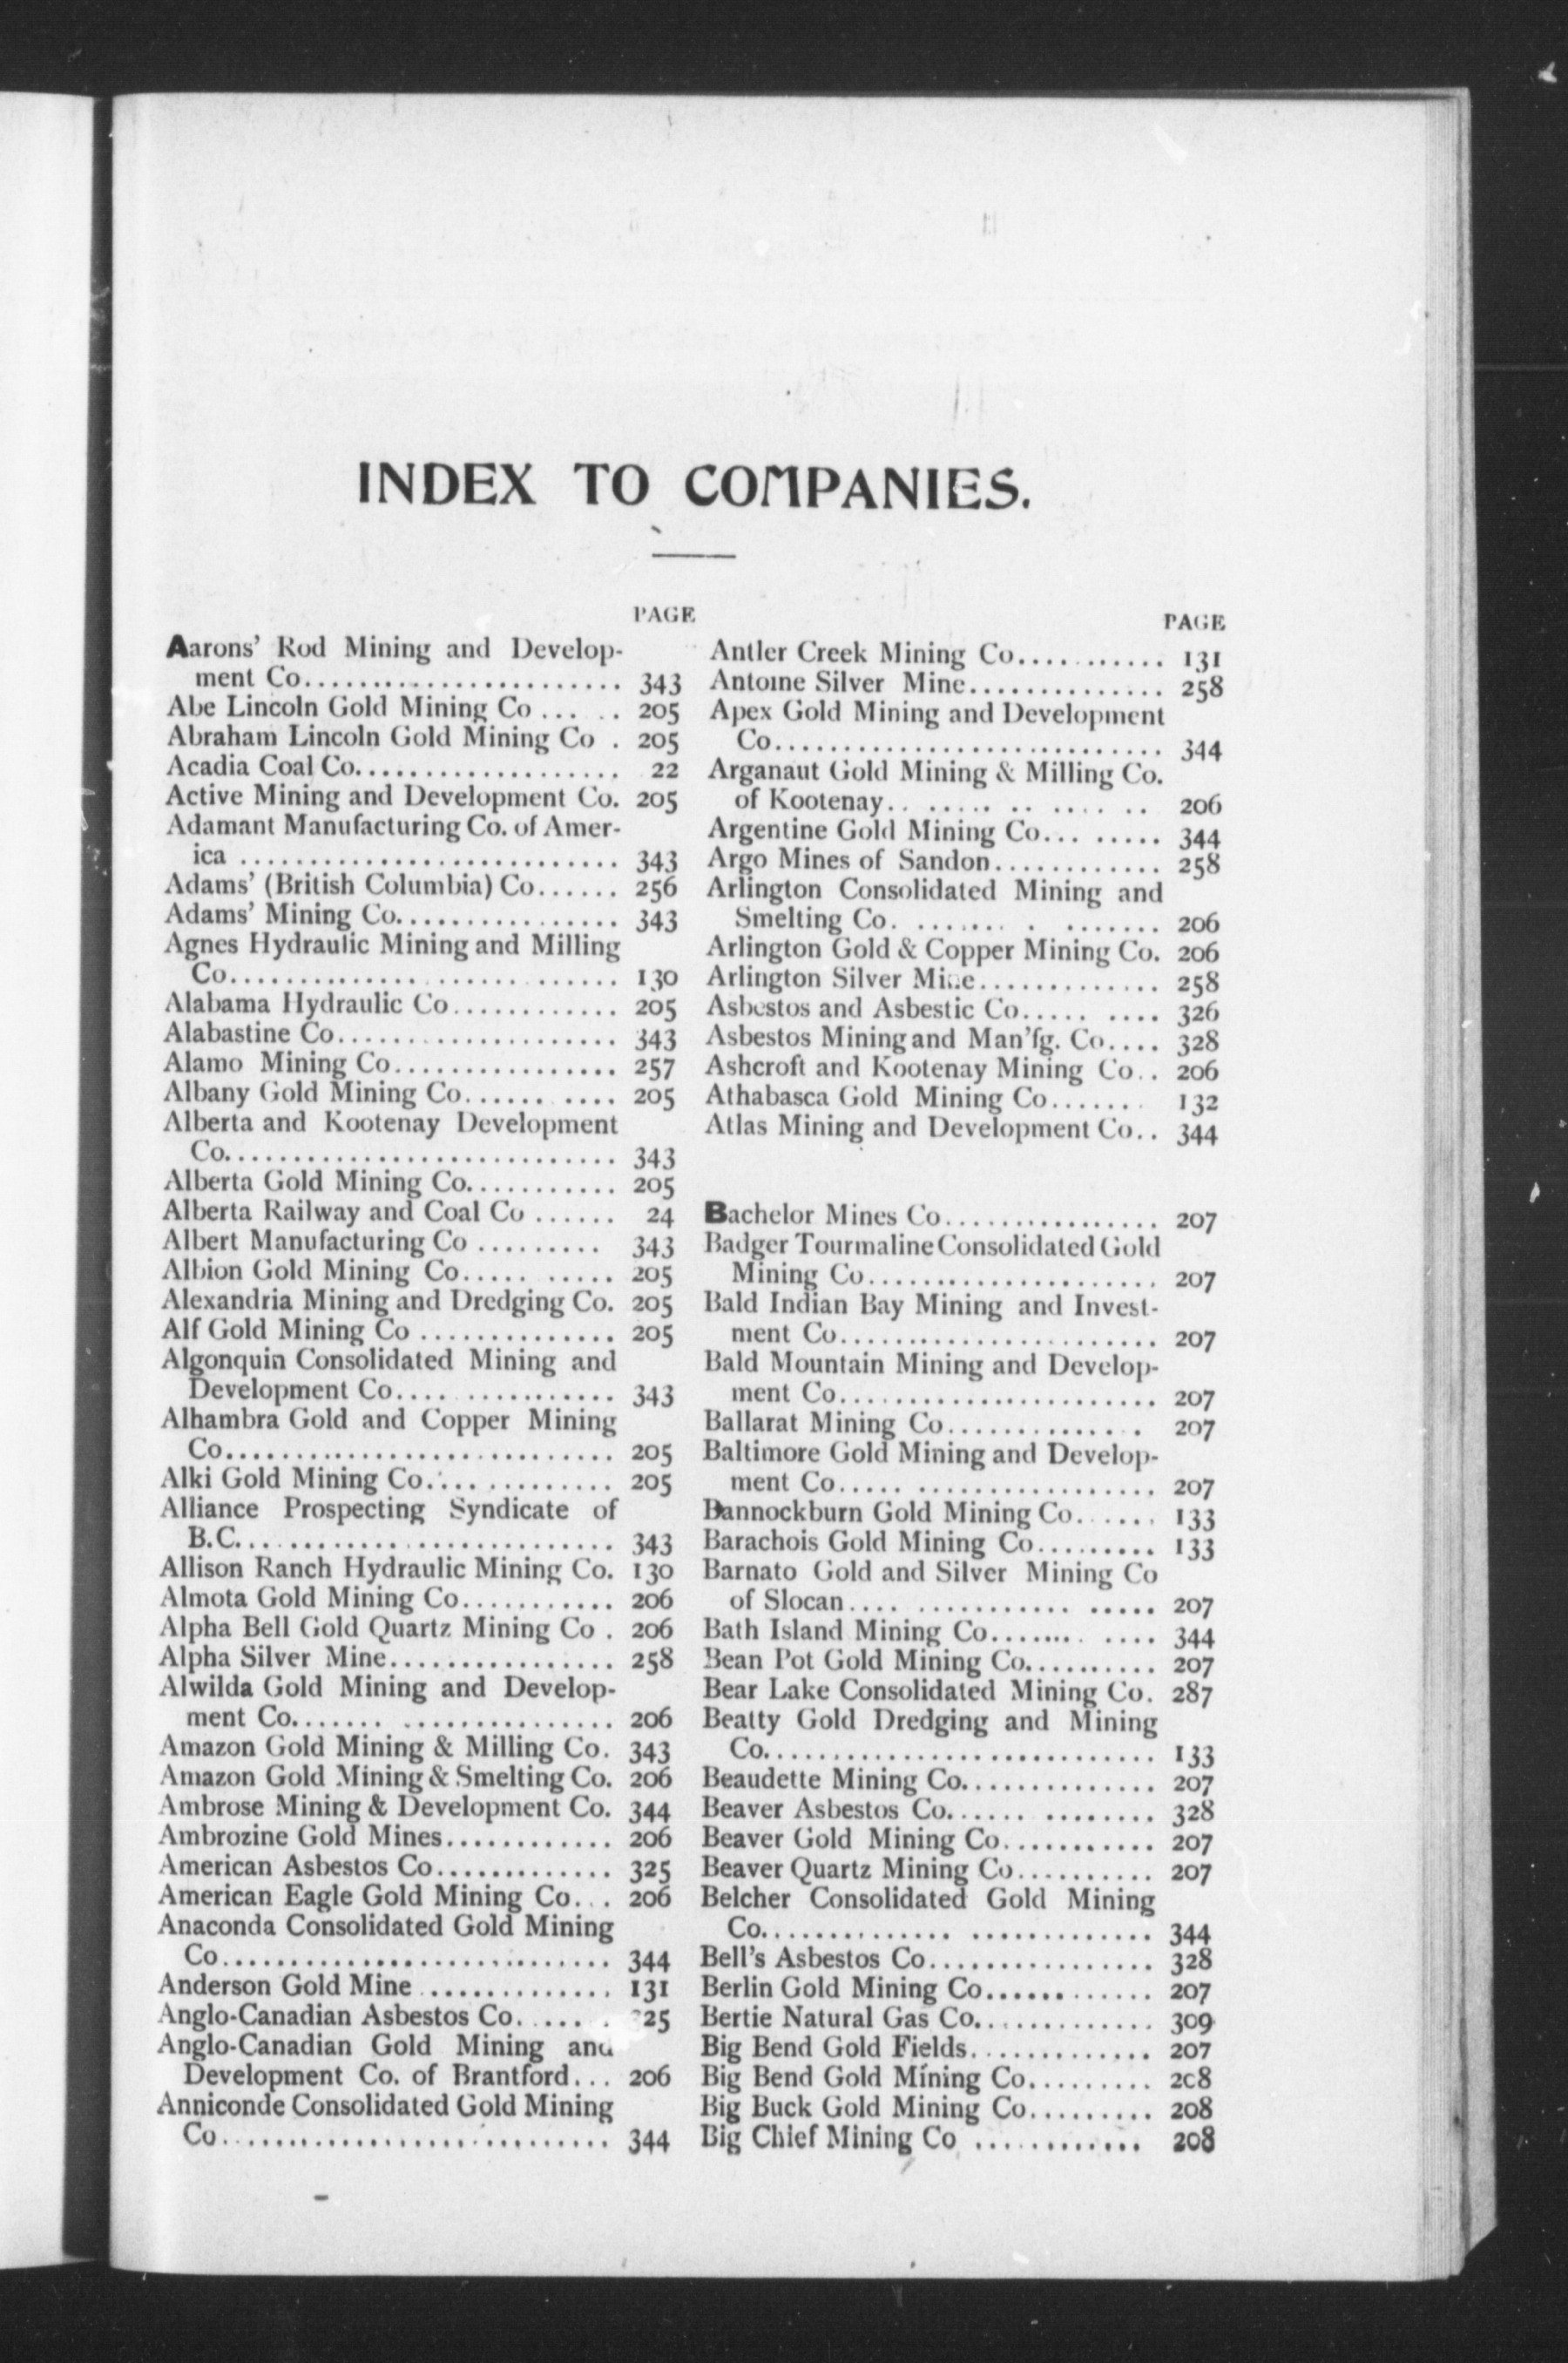 INDEX TO COMPANIES.
PAGE
Aarons' Rod Mining and Develop-
ment Co....................... 343
Abe Lincoln Gold Mining Co ... .. 205
Abraham Lincoln Gold Mining Co . 205
Acadia Coal Co................... 22
Active Mining and Development Co. 205
Adamant Manufacturing Co. of Amer-
ica ........................... 343
Adams' (British Columbia) Co...... 256
Adams' Mining Co................ 343
Agnes Hydraulic Mining and Milling
Co............................ 130
Alabama Hydraulic Co............ 205
Alabastine Co.................... 343
Alamo Mining Co................ 257
Albany Gold Mining Co...... .... 205
Alberta and Kootenay Development
Co............................ 343
Alberta Gold Mining Co........... 205
Alberta Railway and Coal Co ...... 24
Albert Manufacturing Co ......... 343
Albion Gold Mining Co..... ..... 205
Alexandria Mining and Dredging Co. 205
Alf Gold Mining Co .............. 205
Algonquin Consolidated Mining and
Development Co................ 343
Alhambra Gold and Copper Mining
Co............................ 205
Alki Gold Mining Co.............. 205
Alliance Prospecting Syndicate of
B.C........................... 343
Allison Ranch Hydraulic Mining Co. 130
Almota Gold Mining Co........... 206
Alpha Bell Gold Quartz Mining Co . 206
Alpha Silver Mine................ 258
Alwilda Gold Mining and Develop-
ment Co....... ............... 206
Amazon Gold Mining & Milling Co. 343
Amazon Gold Mining & Smelting Co. 206
Ambrose Mining & Development Co. 344
Ambrozine Gold Mines............ 206
American Asbestos Co............. 325
American Eagle Gold Mining Co... 206
Anaconda Consolidated Gold Mining
Co............................ 344
Anderson Gold Mine .............. 131
Anglo-Canadian Asbestos Co...... . 25
Anglo-Canadian Gold Mining and
Development Co. of Brantford... 206
Anniconde Consolidated Gold Mining
Co............................ 344
PAGE
Antler Creek Mining Co........... 131
Antoine Silver Mine.............. 258
Apex Gold Mining and Development
Co............................ 344
Arganaut Gold Mining & Milling Co.
of Kootenay.. ..... .. .... .. 206
Argentine Gold Mining Co... ..... 344
Argo Mines of Sandon............ 258
Arlington Consolidated Mining and
Smelting Co. ....... . ....... 206
Arlington Gold & Copper Mining Co. 206
Arlington Silver Mine............. 258
Asbestos and Asbestic Co..... .... 326
Asbestos Mining and Man'fg. Co.... 328
Ashcroft and Kootenay Mining Co.. 206
Athabasca Gold Mining Co....... 132
Atlas Mining and Development Co.. 344
Bachelor Mines Co................ 207
Badger Tourmaline Consolidated Gold
Mining Co..................... 207
Bald Indian Bay Mining and Invest-
ment Co....................... 207
Bald Mountain Mining and Develop-
ment Co....................... 207
Ballarat Mining Co.............. 207
Baltimore Gold Mining and Develop-
ment Co..... ................. 207
Bannockburn Gold Mining Co...... 133
Barachois Gold Mining Co......... 133
Barnato Gold and Silver Mining Co
of Slocan.... ........... ..... 207
Bath Island Mining Co....... .... 344
Bean Pot Gold Mining Co.......... 207
Bear Lake Consolidated Mining Co. 287
Beatty Gold Dredging and Mining
Co............................ 133
Beaudette Mining Co.............. 207
Beaver Asbestos Co...... ........ 328
Beaver Gold Mining Co........... 207
Beaver Quartz Mining Co.......... 207
Belcher Consolidated Gold Mining
Co.............. ............. 344
Bell's Asbestos Co................ 328
Berlin Gold Mining Co............ 207
Bertie Natural Gas Co............. 309
Big Bend Gold Fields............. 207
Big Bend Gold Mining Co......... 2c8
Big Buck Gold Mining Co......... 208
Big Chief Mining Co ............ 208